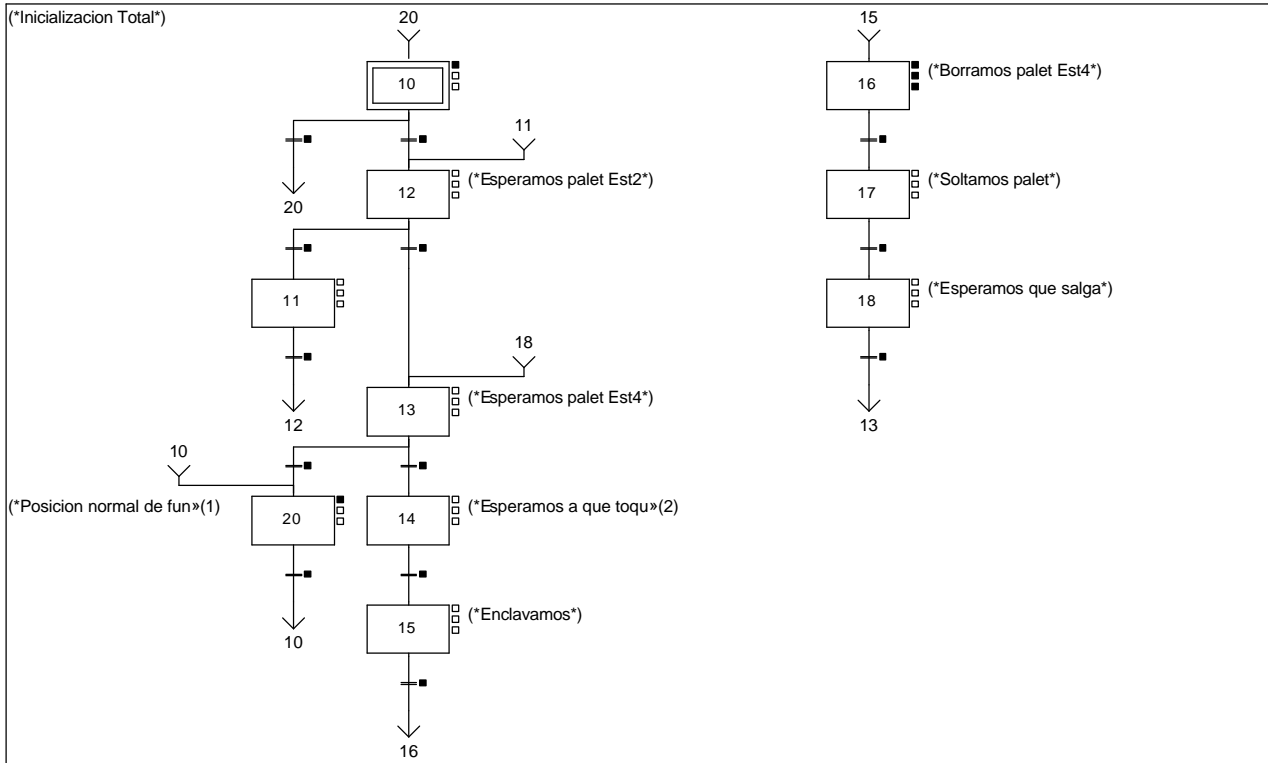 (*Inicializacion Total*)
20
15
10
16
(*Borramos palet Est4*)
11
12
(*Esperamos palet Est2*)
17
(*Soltamos palet*)
20
11
18
(*Esperamos que salga*)
18
13
(*Esperamos palet Est4*)
12
13
10
(*Posicion normal de fun»(1)
20
14
(*Esperamos a que toqu»(2)
15
(*Enclavamos*)
10
16